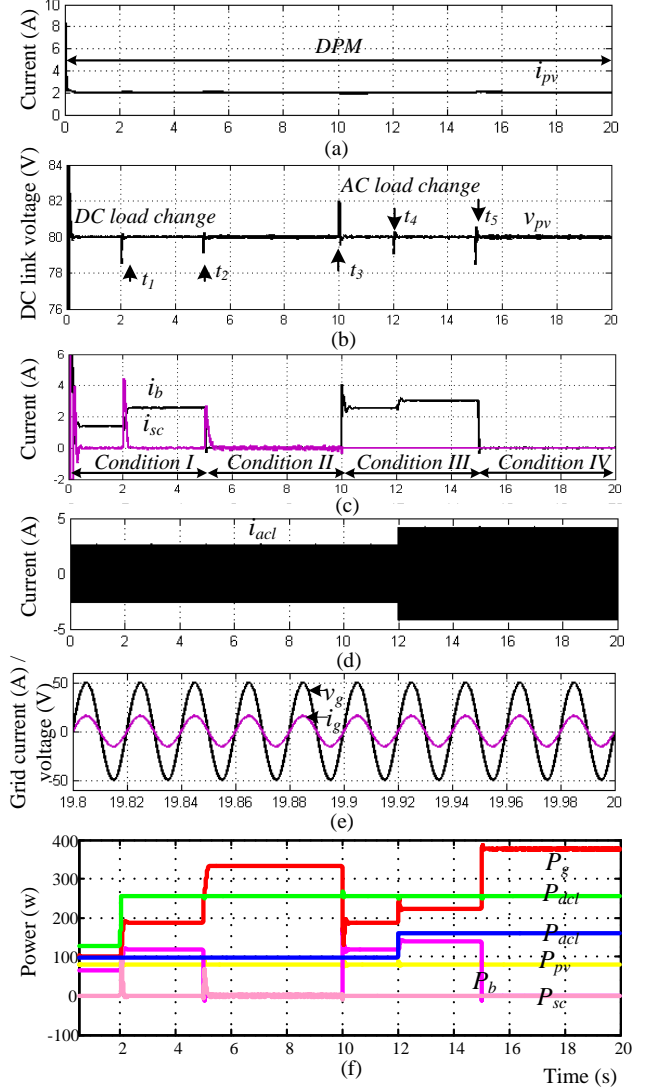 14
12
10
8
6
4
2
0
Current (A)
DPM
i_pv
0 2 4 6 8 10 12 14 16 18 20
(a)
84
82
80
78
76
DC link voltage (V)
DC load change
AC load change
t_1
t_2
t_3
t_4
t_5
v_pv
0 2 4 6 8 10 12 14 16 18 20
(b)
6
4
2
0
-2
Current (A)
i_b
i_sc
Condition I
Condition II
Condition III
Condition IV
0 2 4 6 8 10 12 14 16 18 20
(c)
5
0
-5
Current (A)
i_acl
0 2 4 6 8 10 12 14 16 18 20
(d)
50
0
-50
Grid current (A) /
voltage (V)
v_g
i_g
19.8 19.82 19.84 19.86 19.88 19.9 19.92 19.94 19.96 19.98 20
(e)
400
300
200
100
0
-100
Power (w)
P_g
P_dcl
P_dcl
P_pv
P_b
P_sc
2 4 6 8 10 12 14 16 18 20
(f)
Time (s)